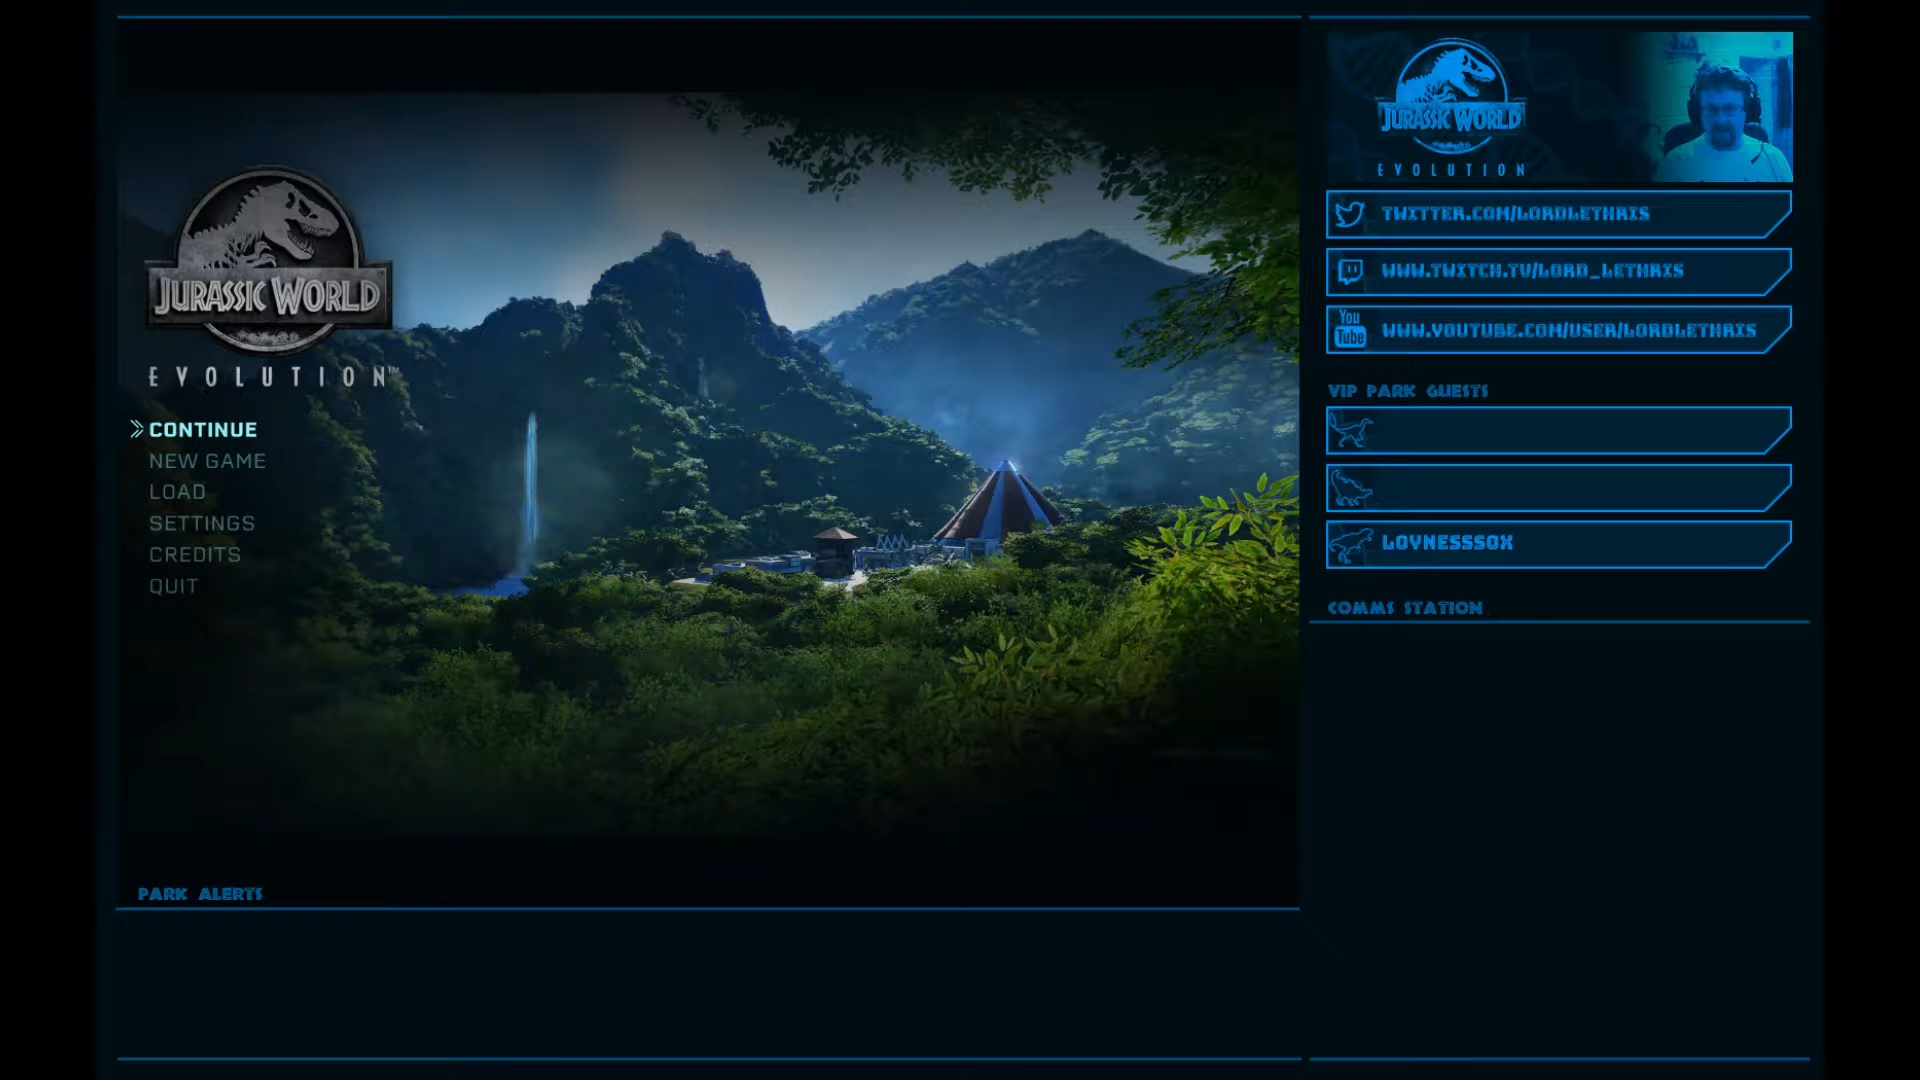 JURASSIC WORLD
EVOLUTION™
CONTINUE
NEW GAME
LOAD
SETTINGS
CREDITS
QUIT
PARK ALERTS
JURASSIC WORLD
EVOLUTION
TWITTER.COM/LORDLETHRIS
WWW.TWITCH.TV/LORD_LETHRIS
You
Tube
WWW.YOUTUBE.COM/USER/LORDLETHRIS
VIP PARK GUESTS
LOVNESSSOX
COMMS STATION